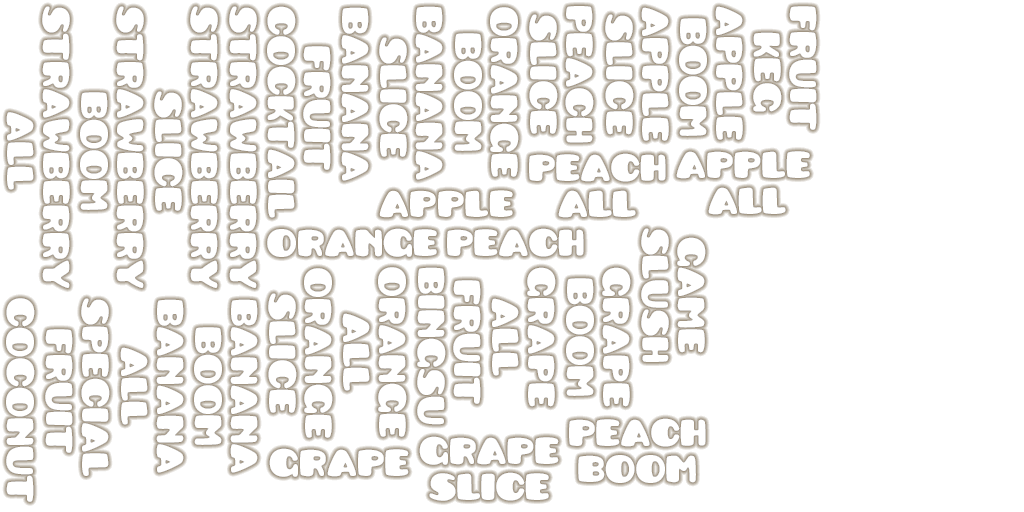 STRAWBERRY
ALL
STRAWBERRY
BOOM
STRAWBERRY
SLICE
STRAWBERRY
FRUIT
COCKTAIL
BANANA
BANANA
SLICE
ORANGE
BOOM
PEACH
SLICE
APPLE
SLICE
APPLE
BOOM
FRUIT
KEG
PEACH
ALL
APPLE
ALL
APPLE
ORANGE
PEACH
GAME
SLUSH
FRUIT
COCONUT
SPECIAL
BANANA
ALL
BANANA
BOOM
ORANGE
SLICE
ORANGE
ALL
FRUIT
BINGSU
GRAPE
ALL
GRAPE
BOOM
GRAPE
GRAPE
SLICE
PEACH
BOOM